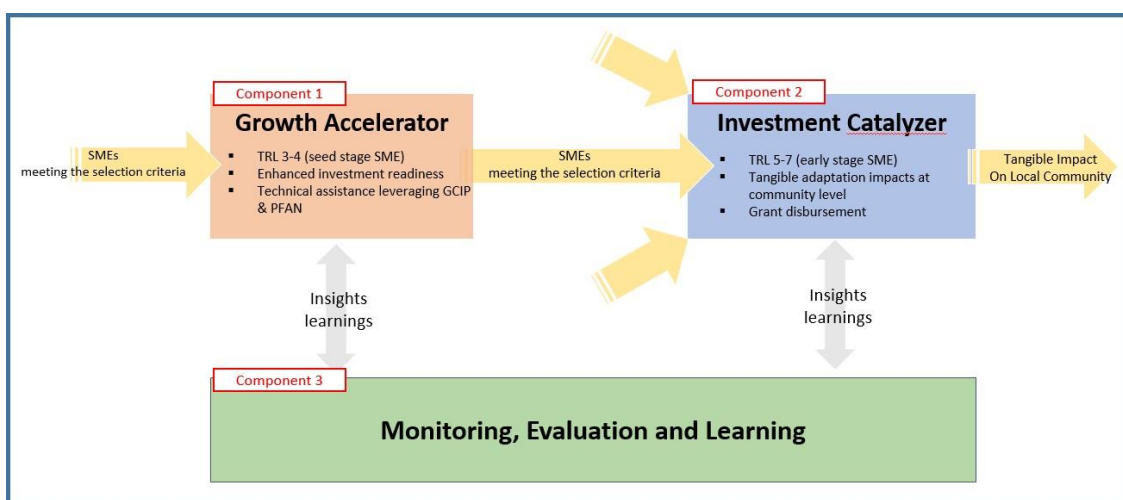 Component 1
Growth Accelerator
▪ TRL 3-4 (seed stage SME)
▪ Enhanced investment readiness
▪ Technical assistance leveraging GCIP
& PFAN
SMEs
meeting the selection criteria
SMEs
meeting the selection criteria
Component 2
Investment Catalyzer
▪ TRL 5-7 (early stage SME)
▪ Tangible adaptation impacts at
community level
▪ Grant disbursement
Tangible Impact
On Local Community
Insights
learnings
Insights
learnings
Component 3
Monitoring, Evaluation and Learning